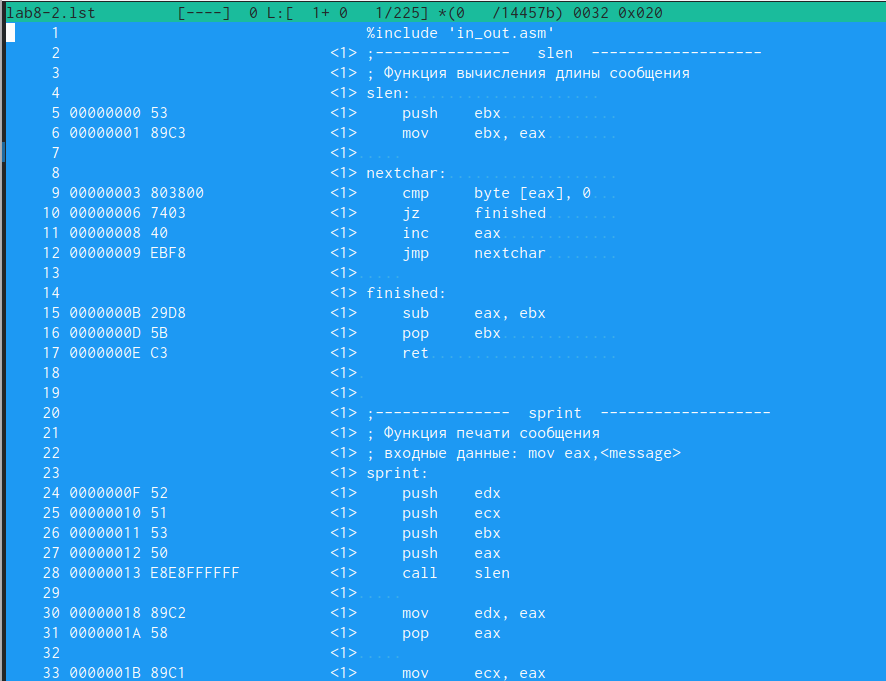 lab8-2.lst [----] 0 L:[ 1+ 0 1/225] *(0 /14457b) 0032 0x020
1 %include 'in_out.asm'
2 <1> ;--------------- slen -------------------
3 <1> ; Функция вычисления длины сообщения
4 <1> slen:.....................
5 00000000 53 <1> push ebx.............
6 00000001 89C3 <1> mov ebx, eax........
7 <1>.....
8 <1> nextchar:...................
9 00000003 803800 <1> cmp byte [eax], 0...
10 00000006 7403 <1> jz finished........
11 00000008 40 <1> inc eax.............
12 00000009 EBF8 <1> jmp nextchar........
13 <1>.....
14 <1> finished:
15 0000000B 29D8 <1> sub eax, ebx
16 0000000D 5B <1> pop ebx.............
17 0000000E C3 <1> ret.....................
18 <1>.
19 <1>.
20 <1> ;--------------- sprint -------------------
21 <1> ; Функция печати сообщения
22 <1> ; входные данные: mov eax,<message>
23 <1> sprint:
24 0000000F 52 <1> push edx
25 00000010 51 <1> push ecx
26 00000011 53 <1> push ebx
27 00000012 50 <1> push eax
28 00000013 E8E8FFFFFF <1> call slen
29 <1>.....
30 00000018 89C2 <1> mov edx, eax
31 0000001A 58 <1> pop eax
32 <1>.....
33 0000001B 89C1 <1> mov ecx, eax